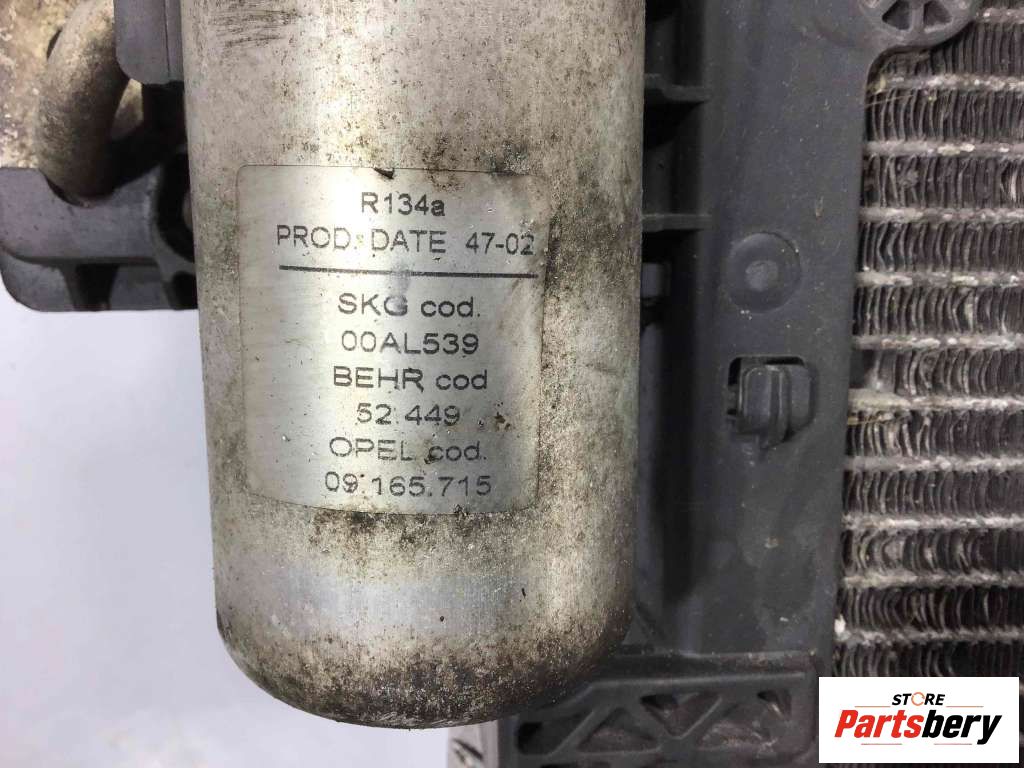 R134a
PROD. DATE 47-02
SKG cod.
00AL539
BEHR cod
52.449
OPEL cod.
09.165.715
STORE
Partsbery